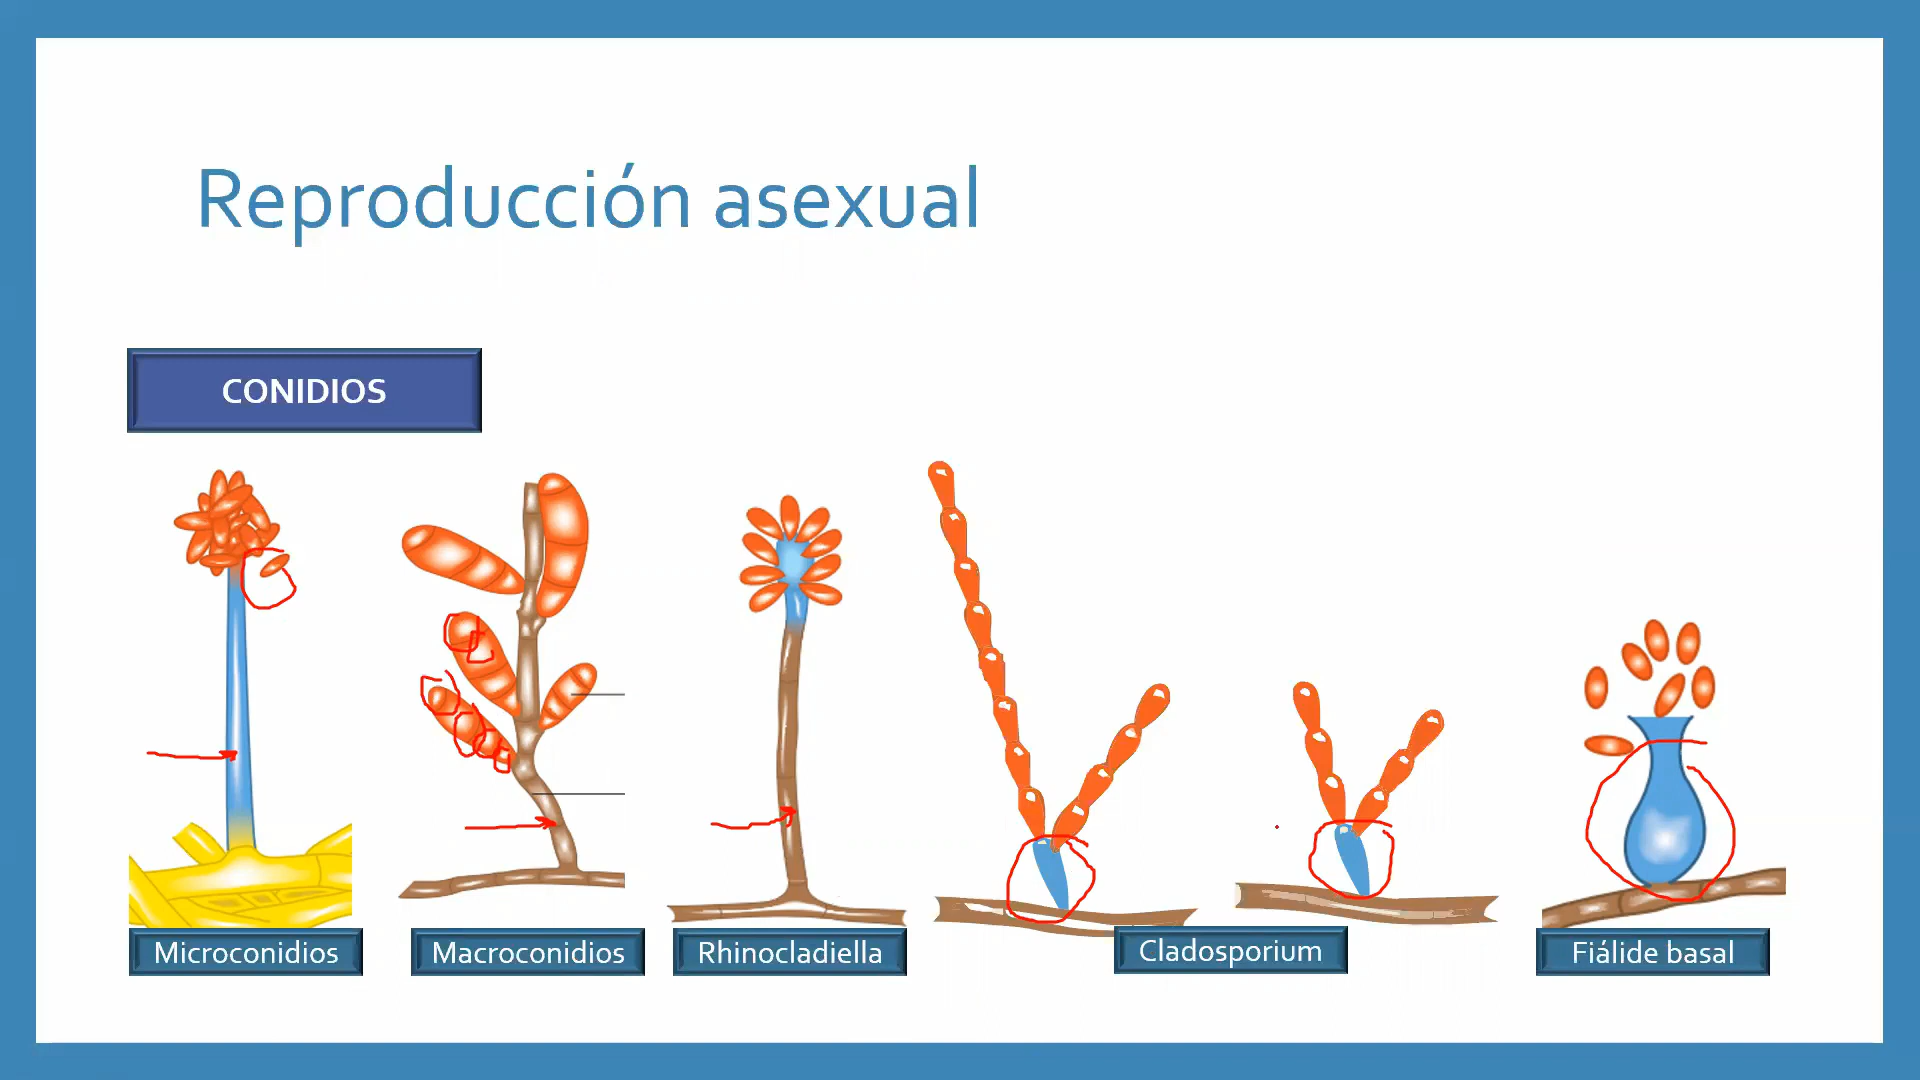 Reproducción asexual
CONIDIOS
Microconidios
Macroconidios
Rhinocladiella
Cladosporium
Fiálide basal